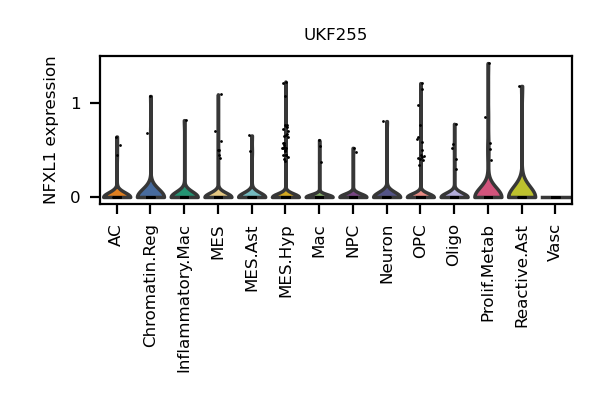 UKF255
NFXL1 expression
1
0
AC
Chromatin.Reg
Inflammatory.Mac
MES
MES.Ast
MES.Hyp
Mac
NPC
Neuron
OPC
Oligo
Prolif.Metab
Reactive.Ast
Vasc